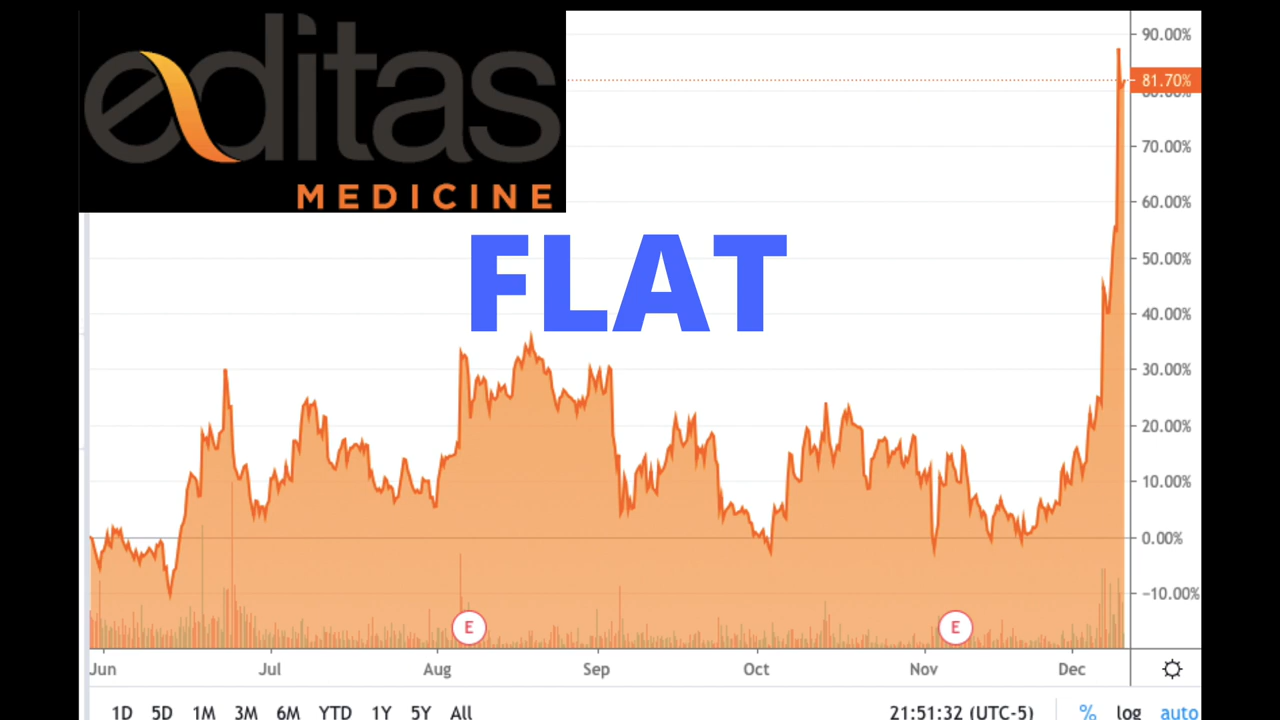 editas
MEDICINE
FLAT
90.00%
81.70%
80.00%
70.00%
60.00%
50.00%
40.00%
30.00%
20.00%
10.00%
0.00%
−10.00%
E E
Jun Jul Aug Sep Oct Nov Dec
1D 5D 1M 3M 6M YTD 1Y 5Y All 21:51:32 (UTC-5) % log auto